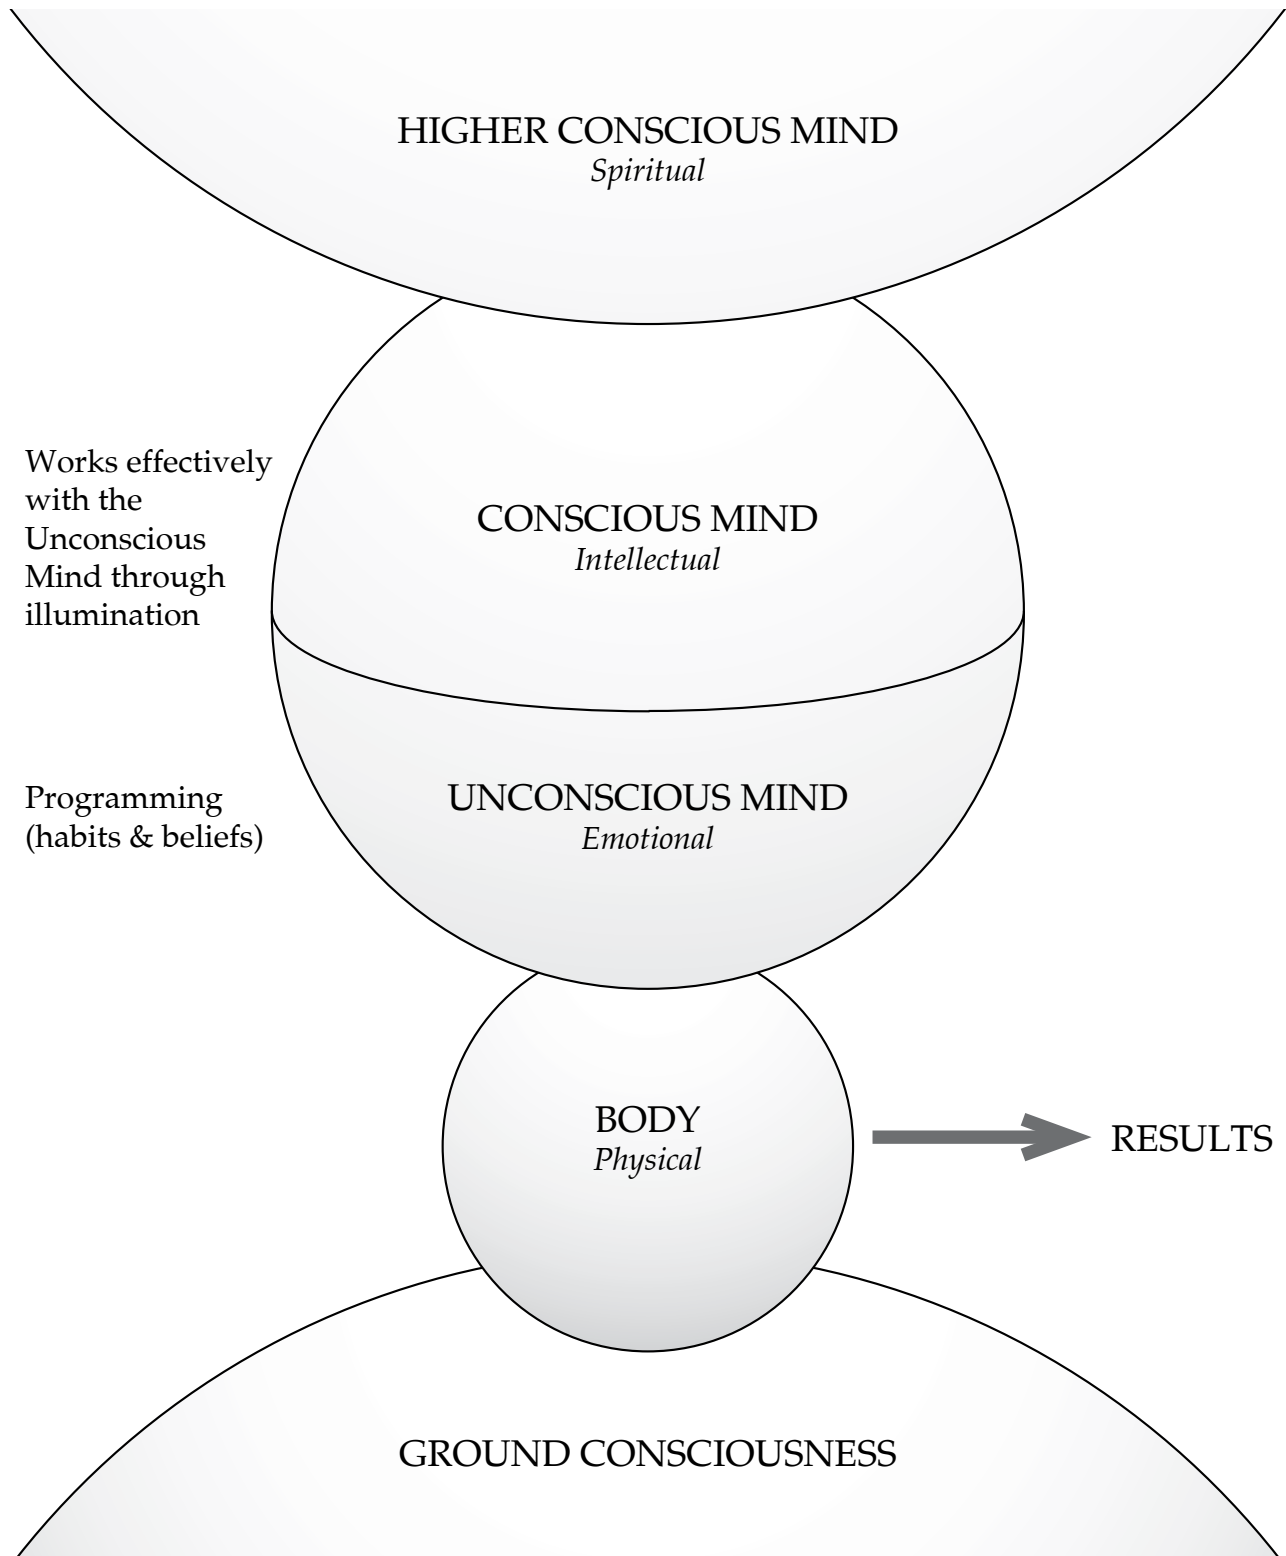 HIGHER CONSCIOUS MIND
Spiritual
Works effectively
with the
Unconscious
Mind through
illumination
CONSCIOUS MIND
Intellectual
Programming
(habits & beliefs)
UNCONSCIOUS MIND
Emotional
BODY
Physical
RESULTS
GROUND CONSCIOUSNESS